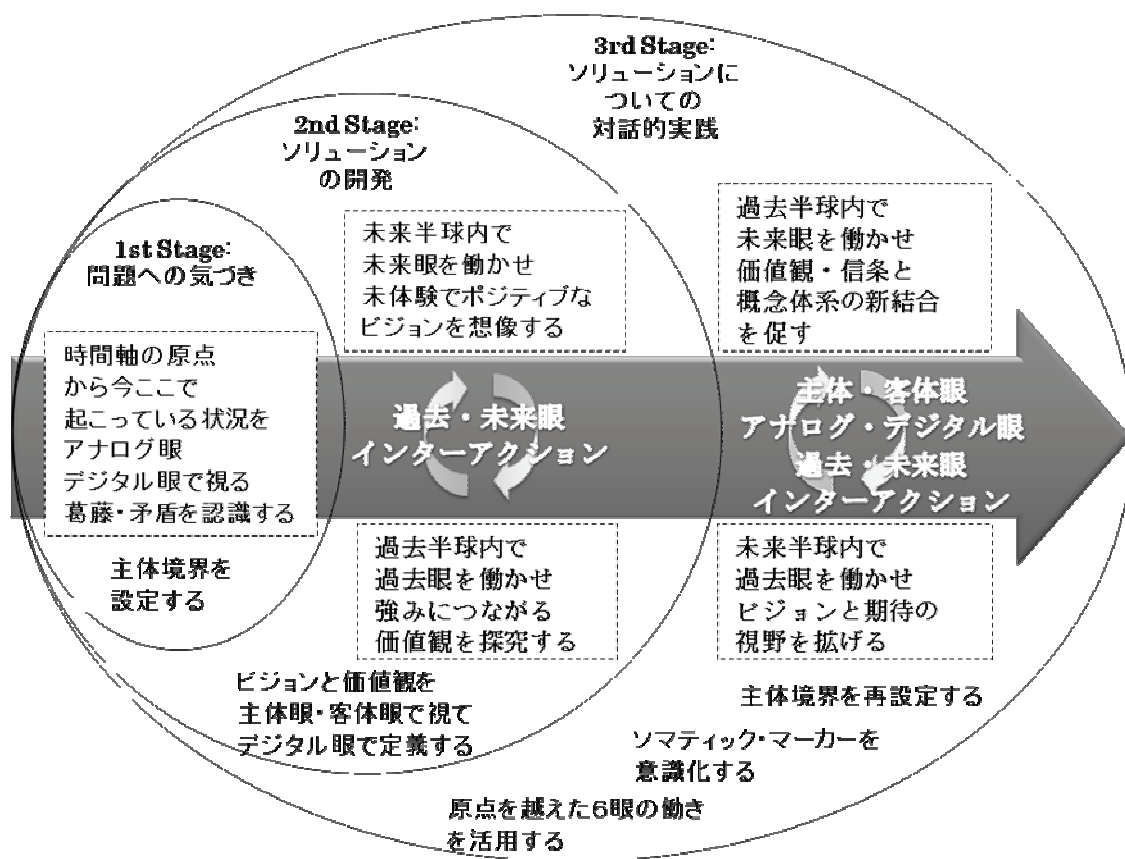 1st Stage:
問題への気づき
時間軸の原点
から今ここで
起こっている状況を
アナログ眼
デジタル眼で視る
葛藤・矛盾を認識する
主体境界を
設定する
2nd Stage:
ソリューション
の開発
未来半球内で
未来眼を働かせ
未体験でポジティブな
ビジョンを想像する
過去・未来眼
インターアクション
過去半球内で
過去眼を働かせ
強みにつながる
価値観を探究する
ビジョンと価値観を
主体眼・客体眼で視て
デジタル眼で定義する
3rd Stage:
ソリューションに
ついての
対話的実践
過去半球内で
未来眼を働かせ
価値観・信条と
概念体系の新結合
を促す
主体・客体眼
アナログ・デジタル眼
過去・未来眼
インターアクション
未来半球内で
過去眼を働かせ
ビジョンと期待の
視野を拡げる
主体境界を再設定する
ソマティック・マーカーを
意識化する
原点を越えた6眼の働き
を活用する